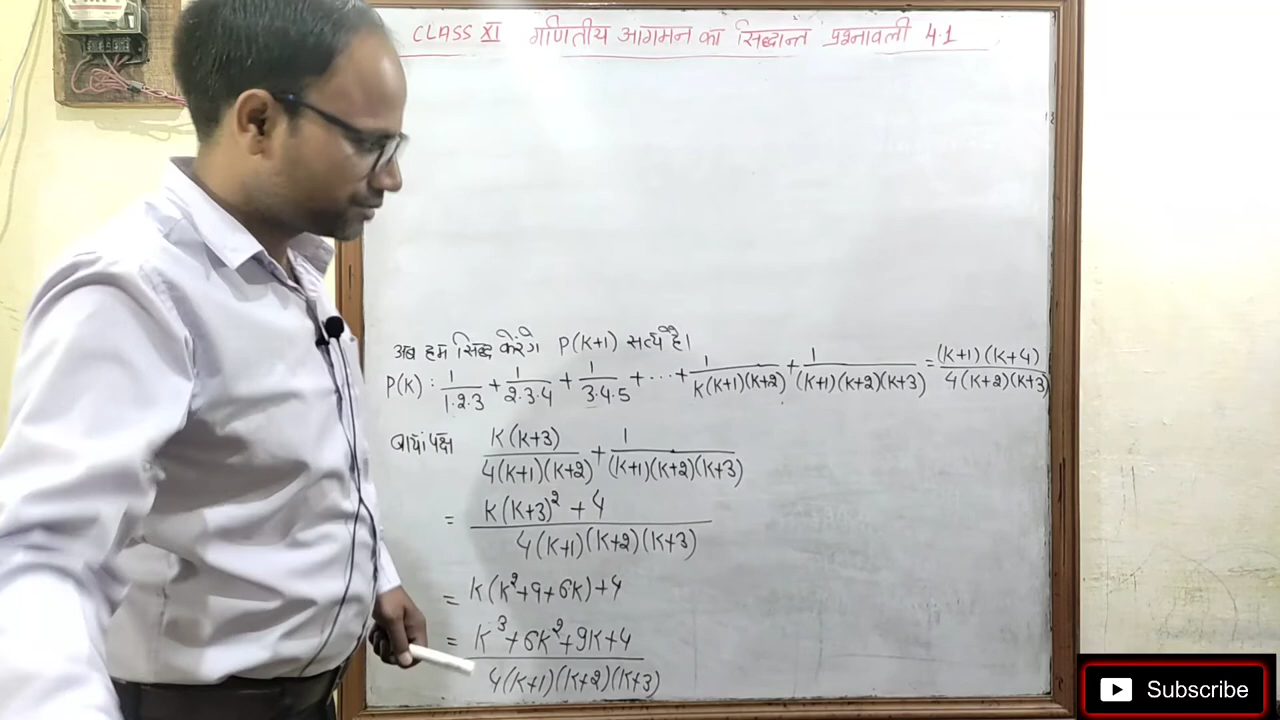 CLASS XI गणितीय आगमन का सिद्धान्त प्रश्नावली 4.1
अब हम सिद्ध करेंगे P(K+1) सत्य है।
P(K) : 1/1·2·3 + 1/2·3·4 + 1/3·4·5 + ... + 1/K(K+1)(K+2) + 1/(K+1)(K+2)(K+3) = (K+1)(K+4)/4(K+2)(K+3)
बायां पक्ष K(K+3)/4(K+1)(K+2) + 1/(K+1)(K+2)(K+3)
= K(K+3)² + 4/4(K+1)(K+2)(K+3)
= K(K²+9+6K)+4
= K³+6K²+9K+4/4(K+1)(K+2)(K+3)
Subscribe